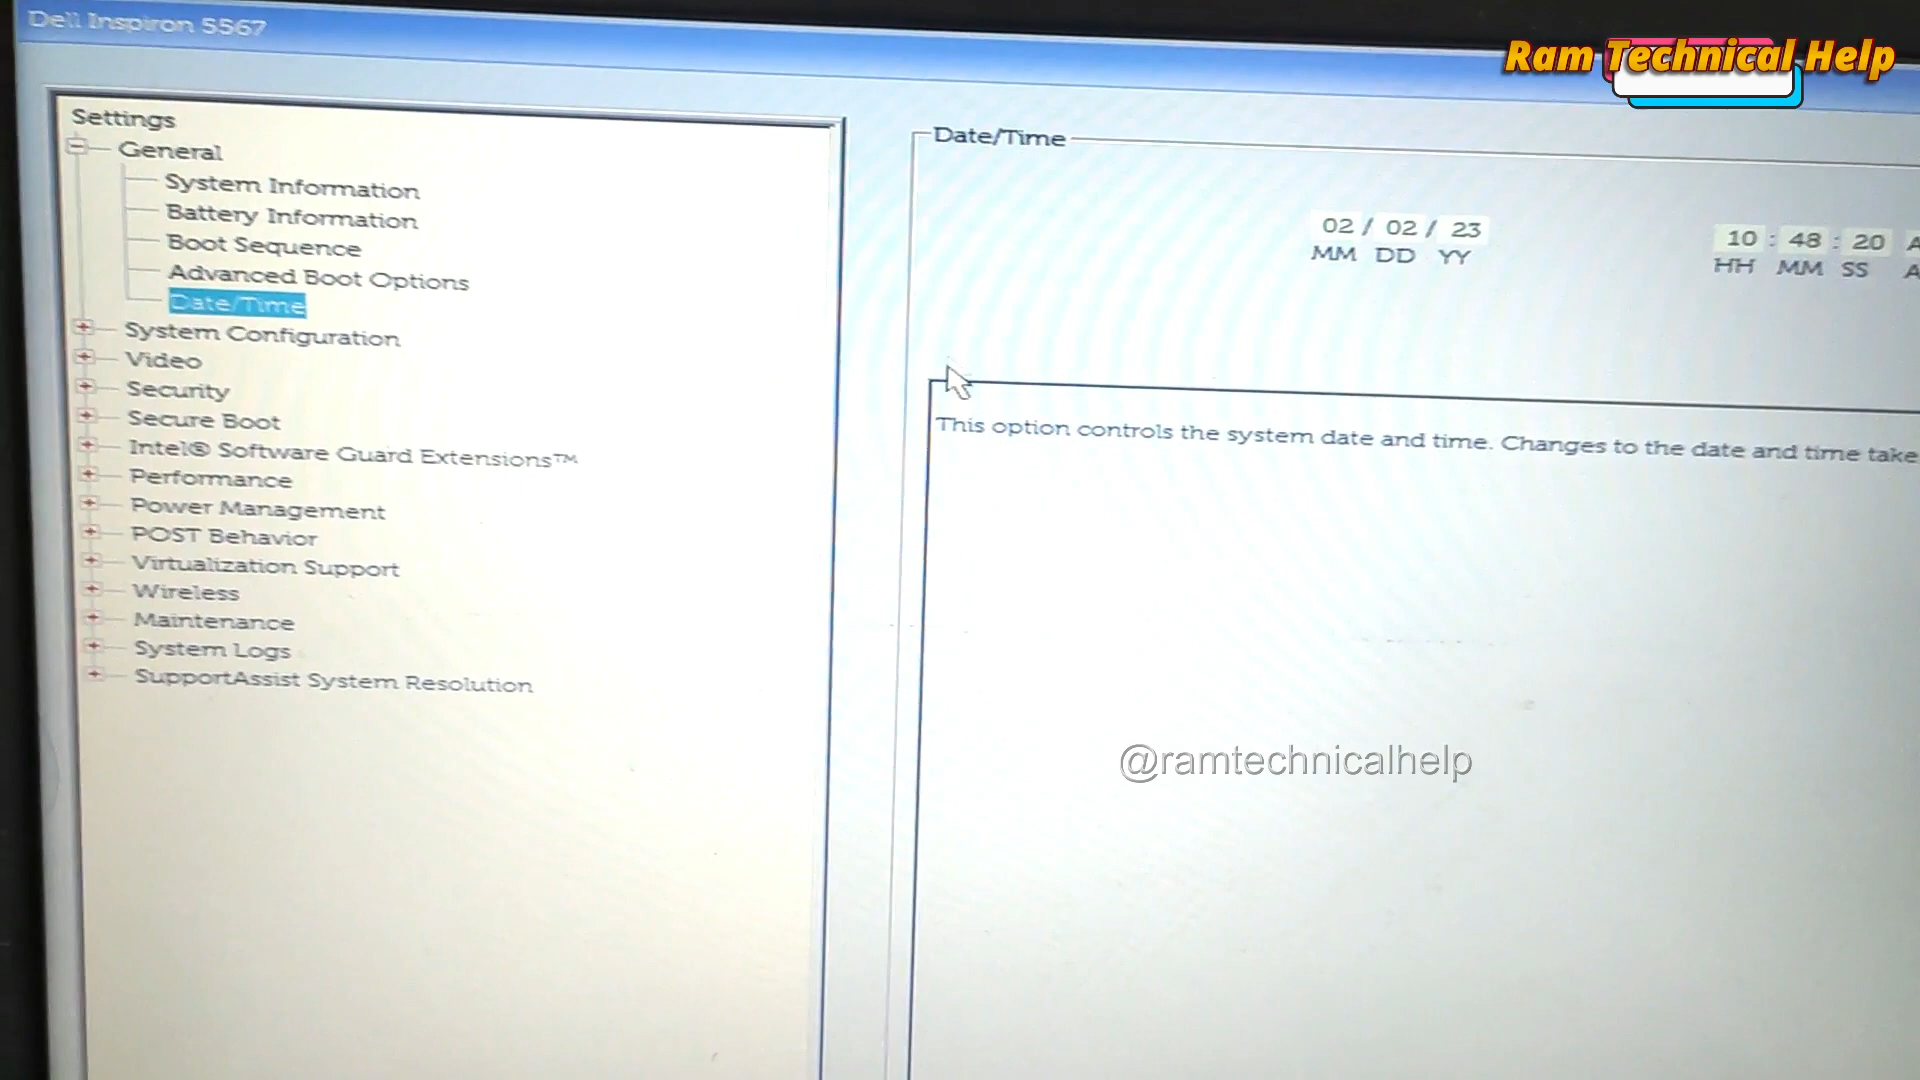 Dell Inspiron 5567
Ram Technical Help
Settings
General
System Information
Battery Information
Boot Sequence
Advanced Boot Options
Date/Time
System Configuration
Video
Security
Secure Boot
Intel® Software Guard Extensions™
Performance
Power Management
POST Behavior
Virtualization Support
Wireless
Maintenance
System Logs
SupportAssist System Resolution
Date/Time
02 / 02 / 23
MM DD YY
10 : 48 : 20 A
HH MM SS A
This option controls the system date and time. Changes to the date and time take
@ramtechnicalhelp